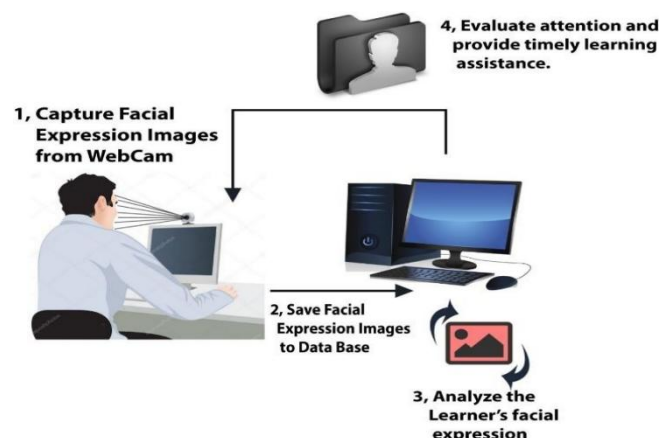 1, Capture Facial
Expression Images
from WebCam
2, Save Facial
Expression Images
to Data Base
3, Analyze the
Learner's facial
expression
4, Evaluate attention and
provide timely learning
assistance.